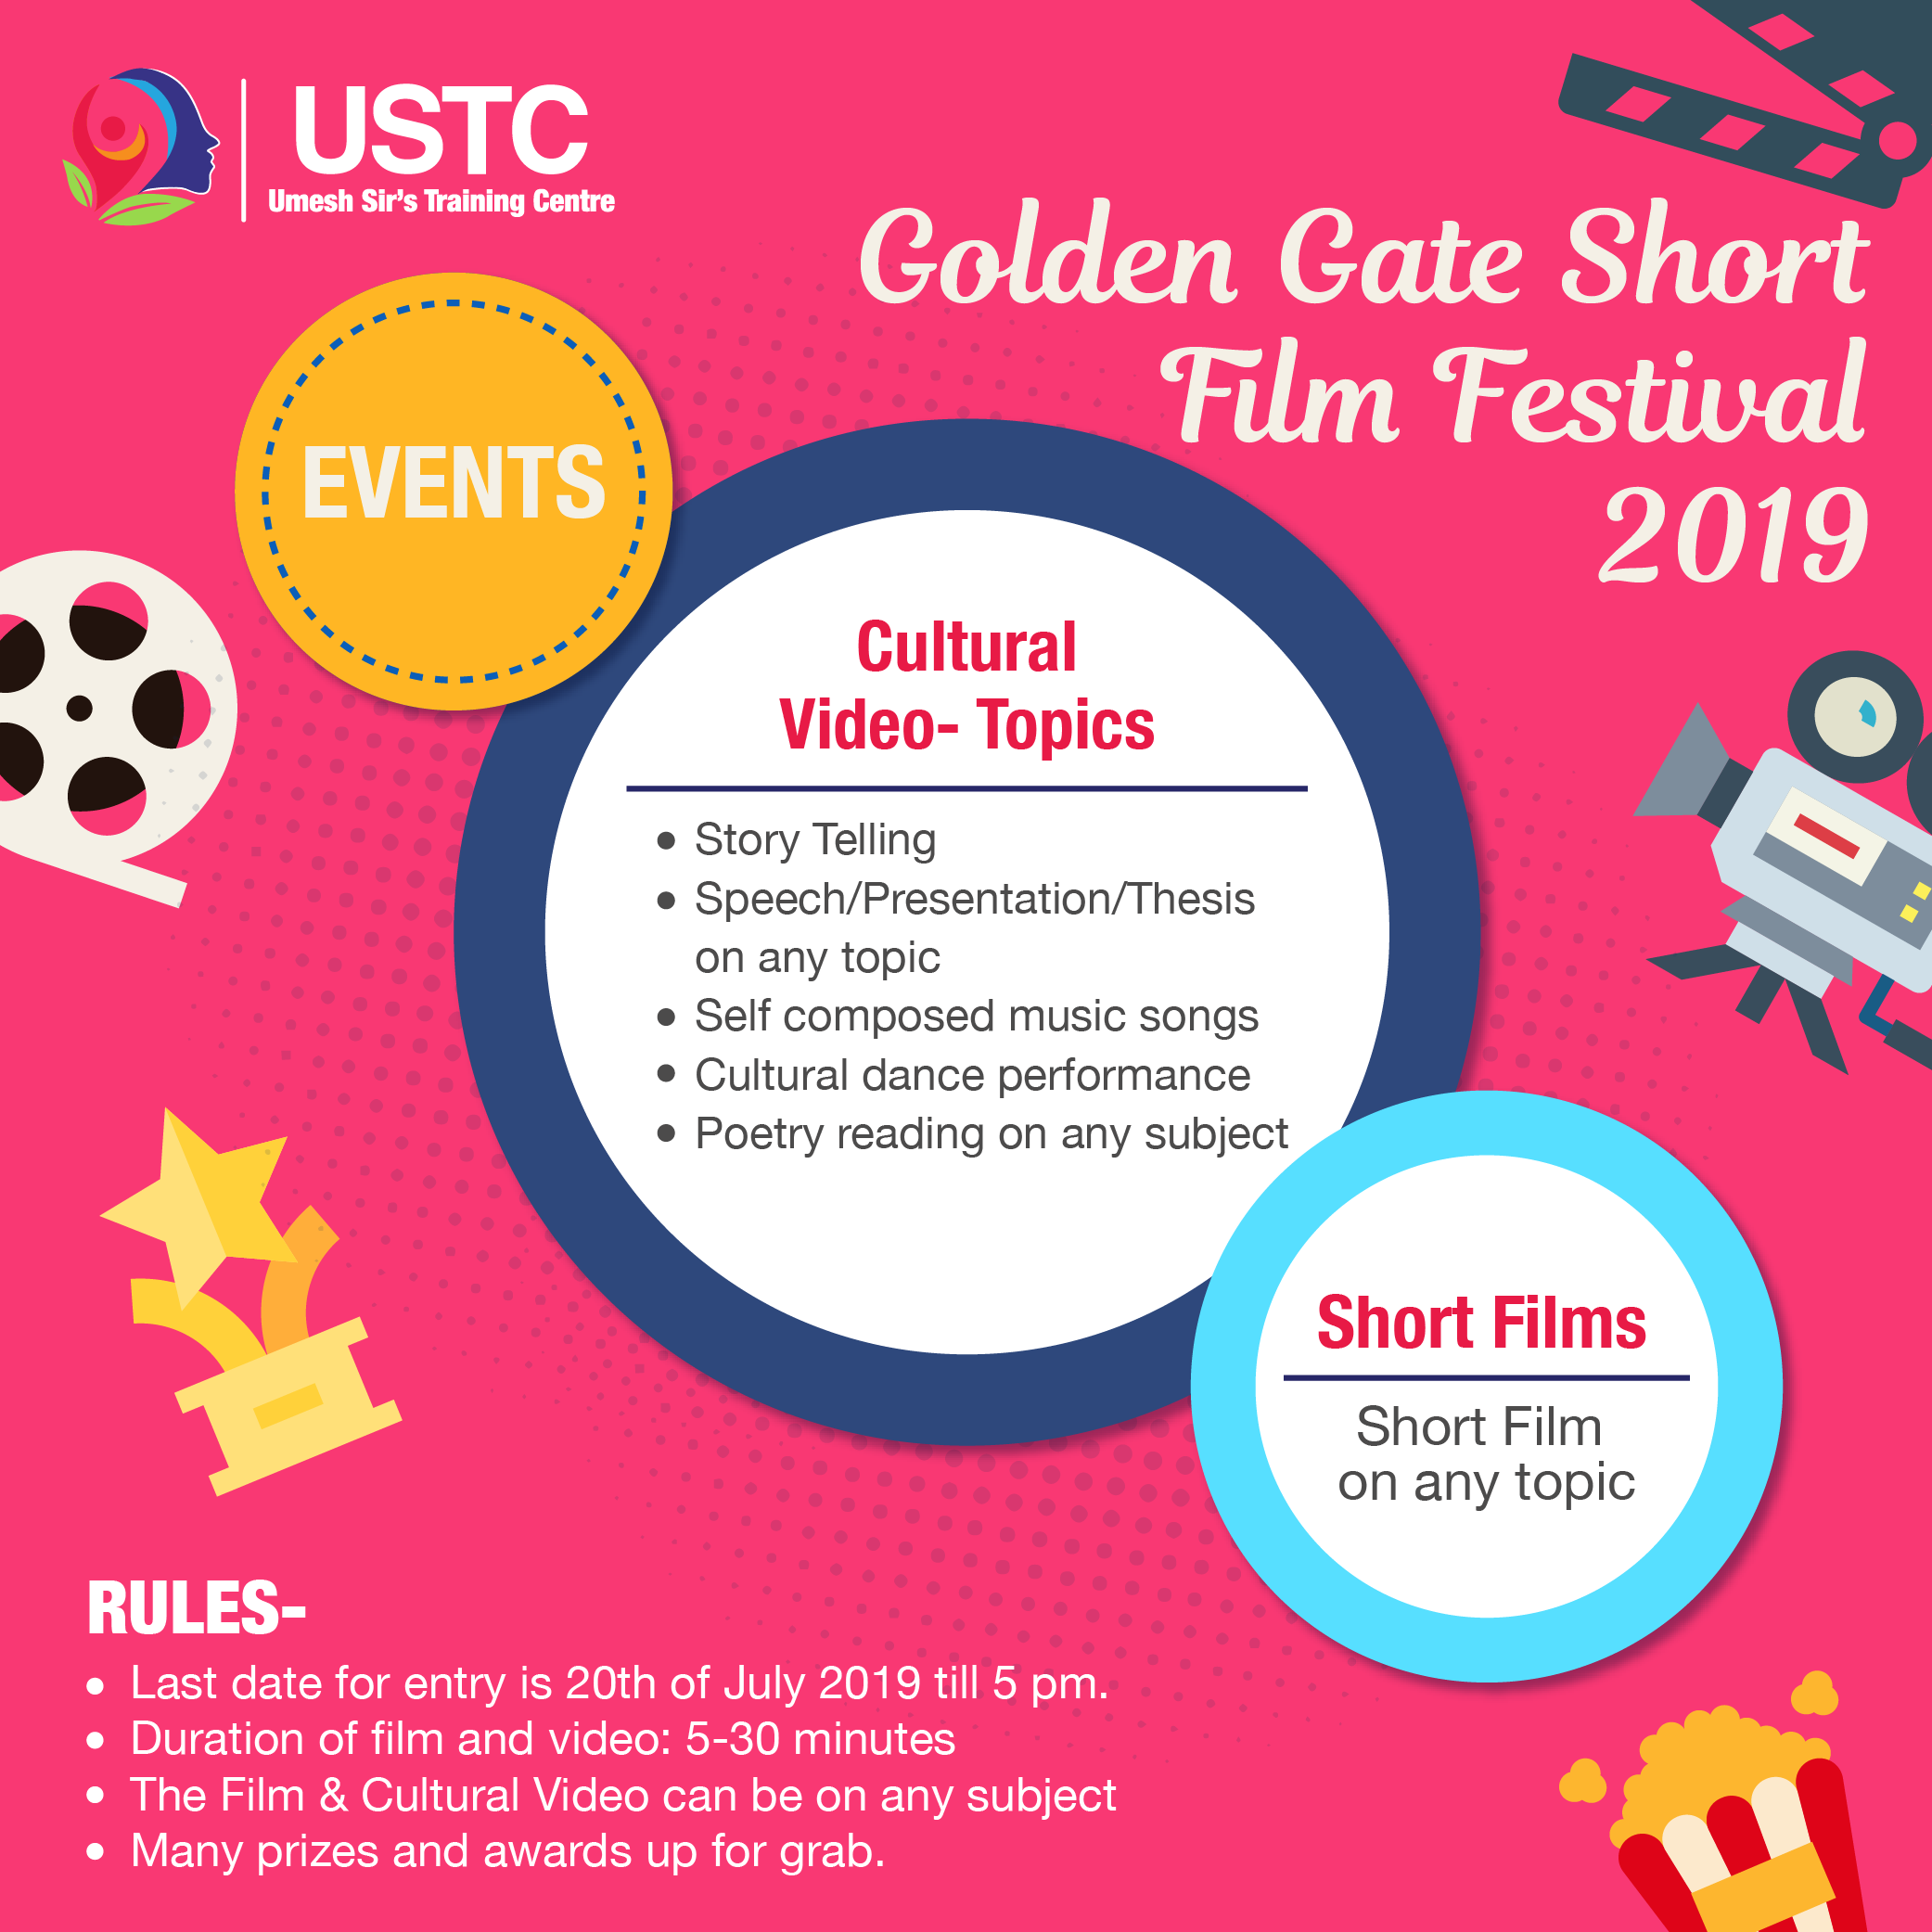 USTC
Umesh Sir's Training Centre
Golden Gate Short
Film Festival
2019
EVENTS
Cultural
Video- Topics
• Story Telling
• Speech/Presentation/Thesis
on any topic
• Self composed music songs
• Cultural dance performance
• Poetry reading on any subject
Short Films
Short Film
on any topic
RULES-
• Last date for entry is 20th of July 2019 till 5 pm.
• Duration of film and video: 5-30 minutes
• The Film & Cultural Video can be on any subject
• Many prizes and awards up for grab.